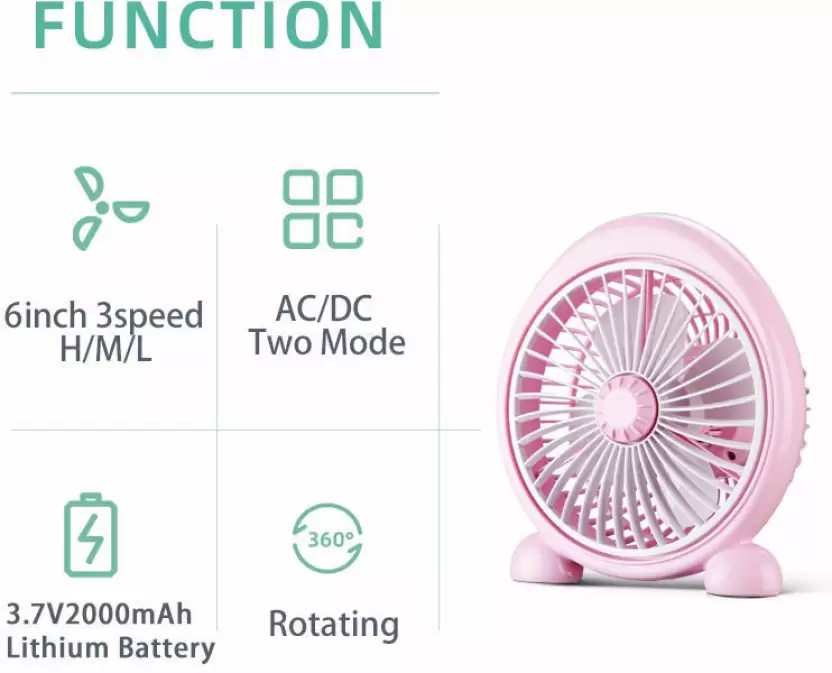 FUNCTION
6inch 3speed
H/M/L
AC/DC
Two Mode
3.7V2000mAh
Lithium Battery
360°
Rotating